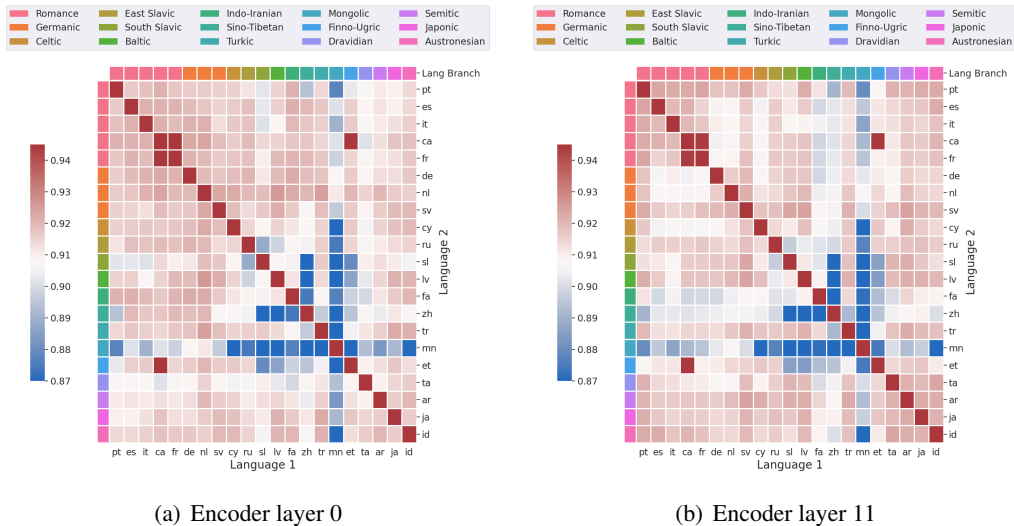 Romance East Slavic Indo-Iranian Mongolic Semitic
Germanic South Slavic Sino-Tibetan Finno-Ugric Japonic
Celtic Baltic Turkic Dravidian Austronesian
Lang Branch
pt
es
it
ca
fr
de
nl
sv
cy
ru
sl
lv
fa
zh
tr
mn
et
ta
ar
ja
id
Language 2
0.94
0.93
0.92
0.91
0.90
0.89
0.88
0.87
pt es it ca fr de nl sv cy ru sl lv fa zh tr mn et ta ar ja id
Language 1
(a) Encoder layer 0
Romance East Slavic Indo-Iranian Mongolic Semitic
Germanic South Slavic Sino-Tibetan Finno-Ugric Japonic
Celtic Baltic Turkic Dravidian Austronesian
Lang Branch
pt
es
it
ca
fr
de
nl
sv
cy
ru
sl
lv
fa
zh
tr
mn
et
ta
ar
ja
id
Language 2
0.94
0.93
0.92
0.91
0.90
0.89
0.88
0.87
pt es it ca fr de nl sv cy ru sl lv fa zh tr mn et ta ar ja id
Language 1
(b) Encoder layer 11